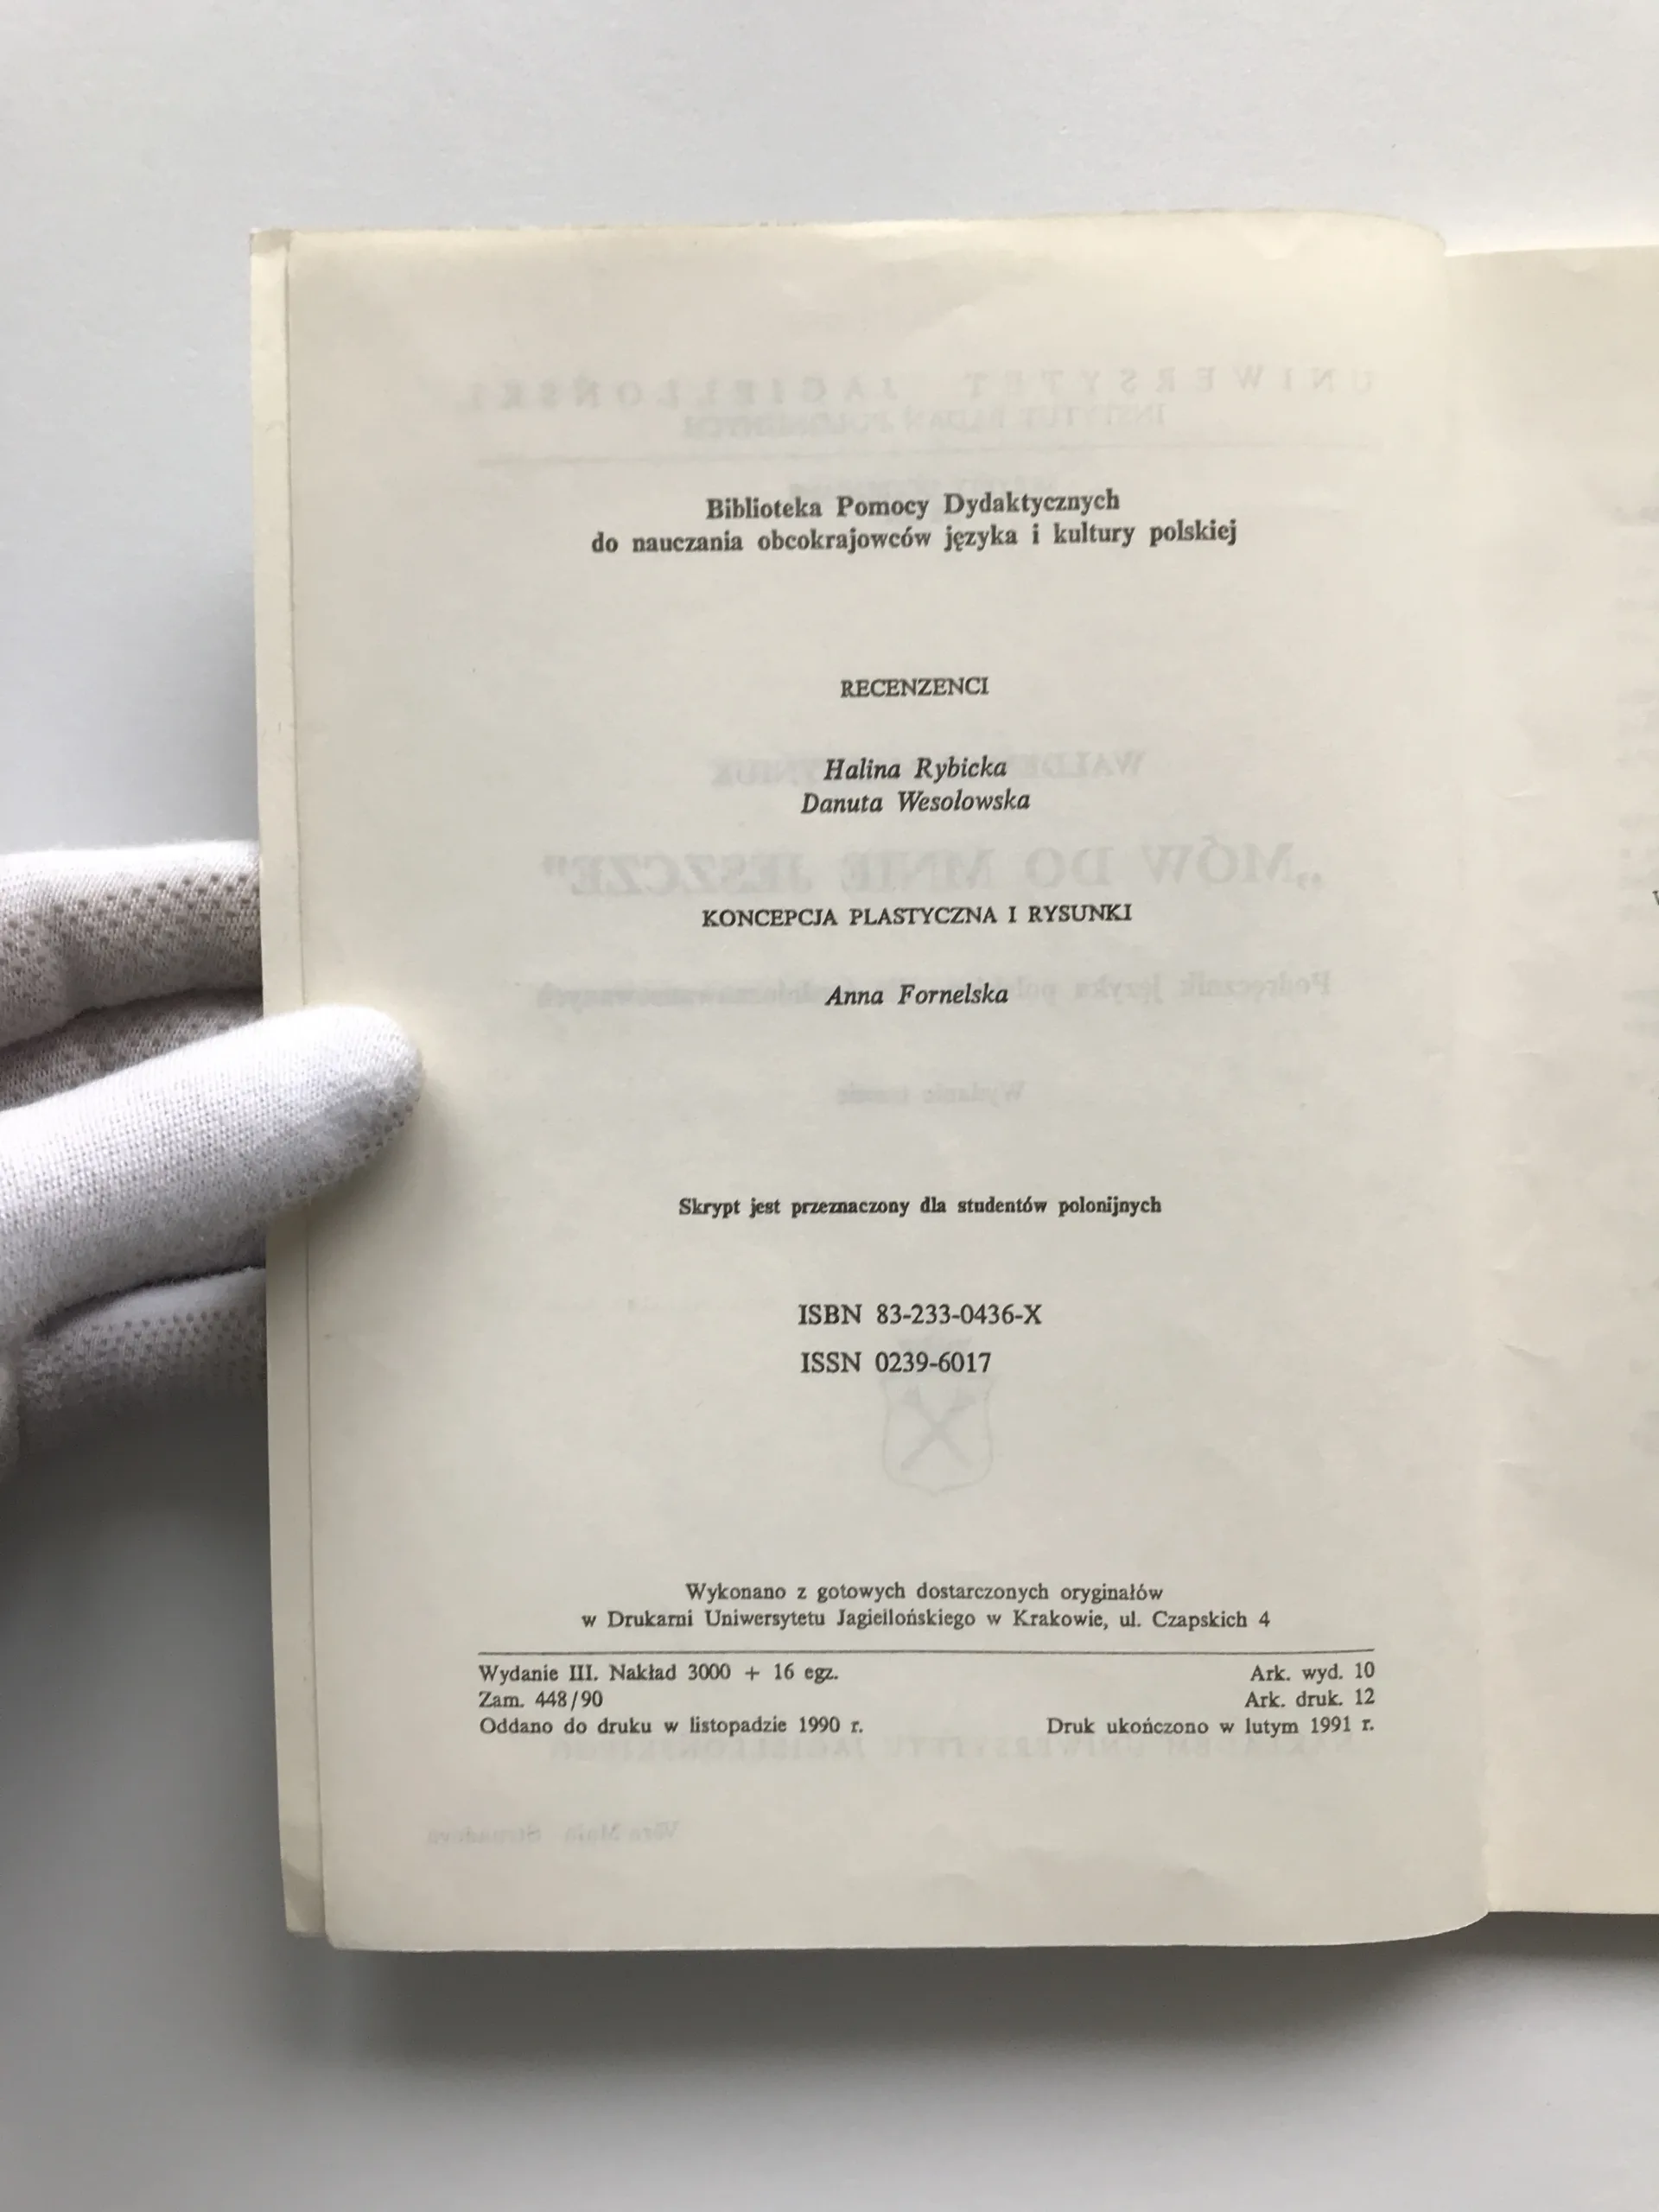 Biblioteka Pomocy Dydaktycznych
do nauczania obcokrajowców języka i kultury polskiej
RECENZENCI
Halina Rybicka
Danuta Wesolowska
KONCEPCJA PLASTYCZNA I RYSUNKI
Anna Fornelska
Skrypt jest przeznaczony dla studentów polonijnych
ISBN 83-233-0436-X
ISSN 0239-6017
Wykonano z gotowych dostarczonych oryginałów
w Drukarni Uniwersytetu Jagiellońskiego w Krakowie, ul. Czapskich 4
Wydanie III. Nakład 3000 + 16 egz.
Zam. 448/90
Oddano do druku w listopadzie 1990 r.
Ark. wyd. 10
Ark. druk. 12
Druk ukończono w lutym 1991 r.